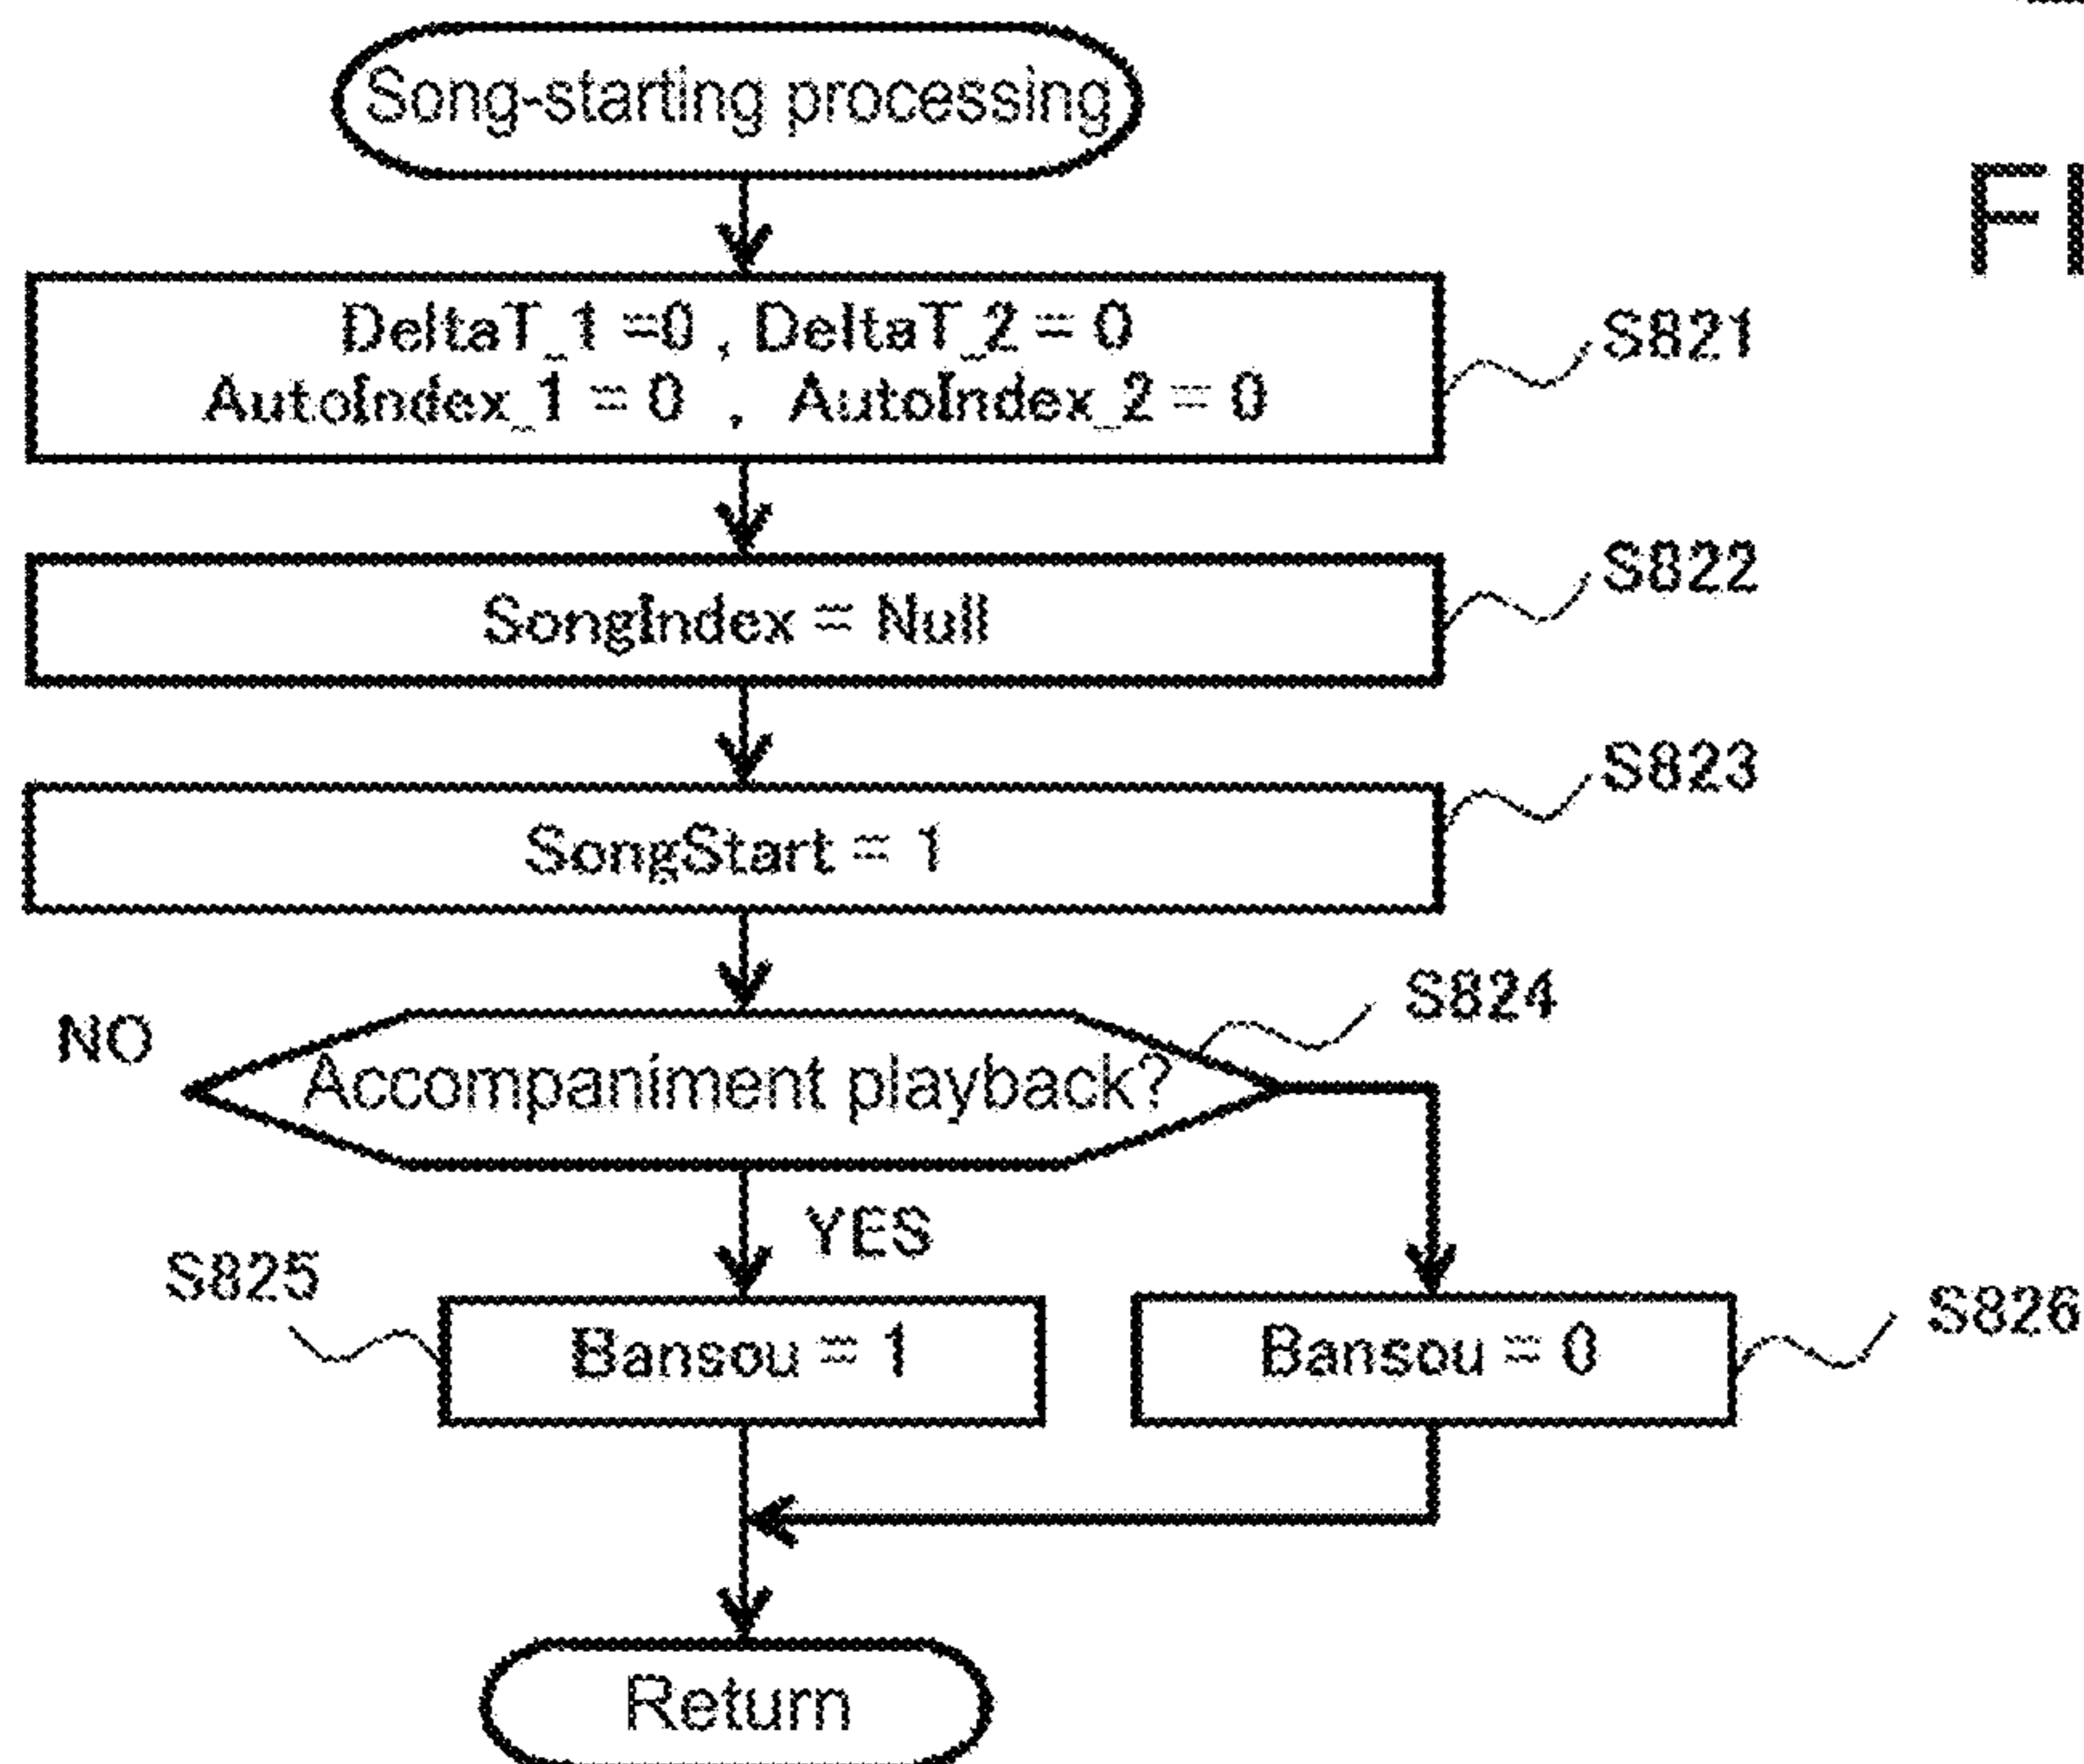 Song-starting processing
FI
DeltaT_1 =0 , DeltaT_2 = 0
AutoIndex_1 = 0 , AutoIndex_2 = 0
S821
SongIndex = Null
S822
SongStart = 1
S823
S824
NO
Accompaniment playback?
YES
S825
Bansou = 1
Bansou = 0
S826
Return